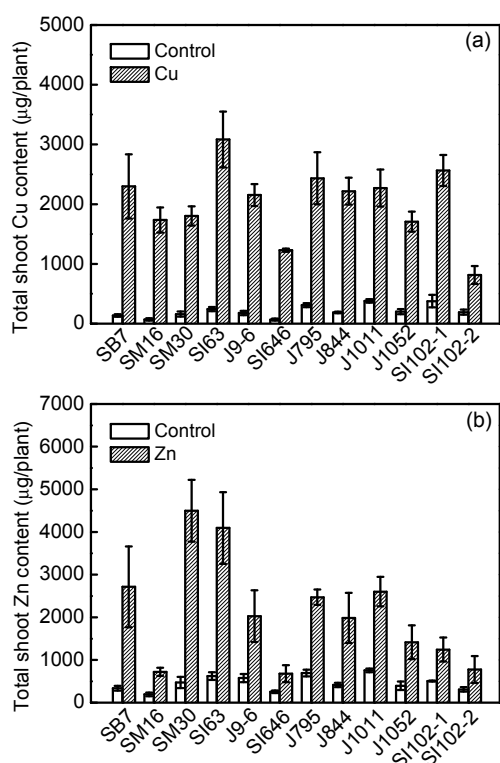 (a)
Control
Cu
Total shoot Cu content (μg/plant)
5000
4000
3000
2000
1000
0
SB7 SM16 SM30 SI63 J9-6 SI646 J795 J844 J1011 J1052 SI102-1 SI102-2
(b)
Control
Zn
Total shoot Zn content (μg/plant)
7000
6000
5000
4000
3000
2000
1000
0
SB7 SM16 SM30 SI63 J9-6 SI646 J795 J844 J1011 J1052 SI102-1 SI102-2